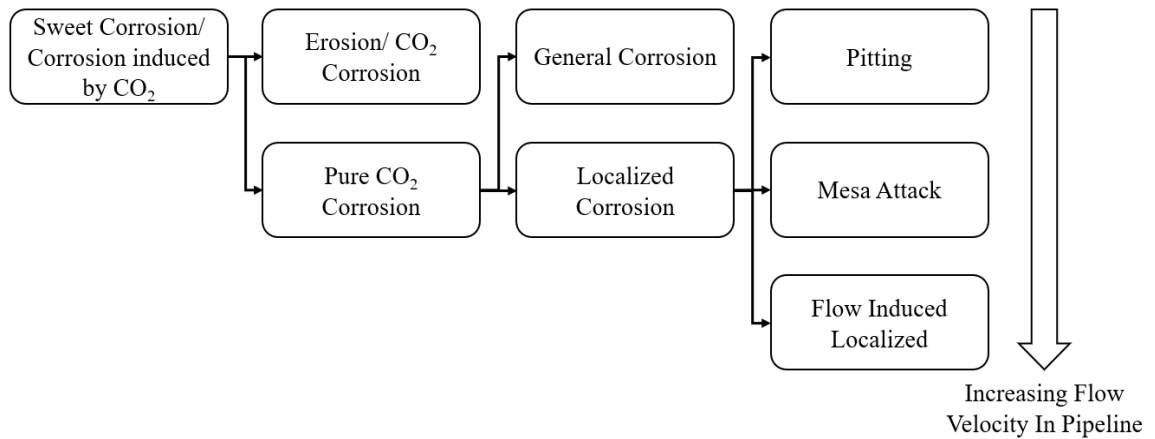 Sweet Corrosion/
Corrosion induced
by CO₂
Erosion/ CO₂
Corrosion
General Corrosion
Pitting
Pure CO₂
Corrosion
Localized
Corrosion
Mesa Attack
Flow Induced
Localized
Increasing Flow
Velocity In Pipeline